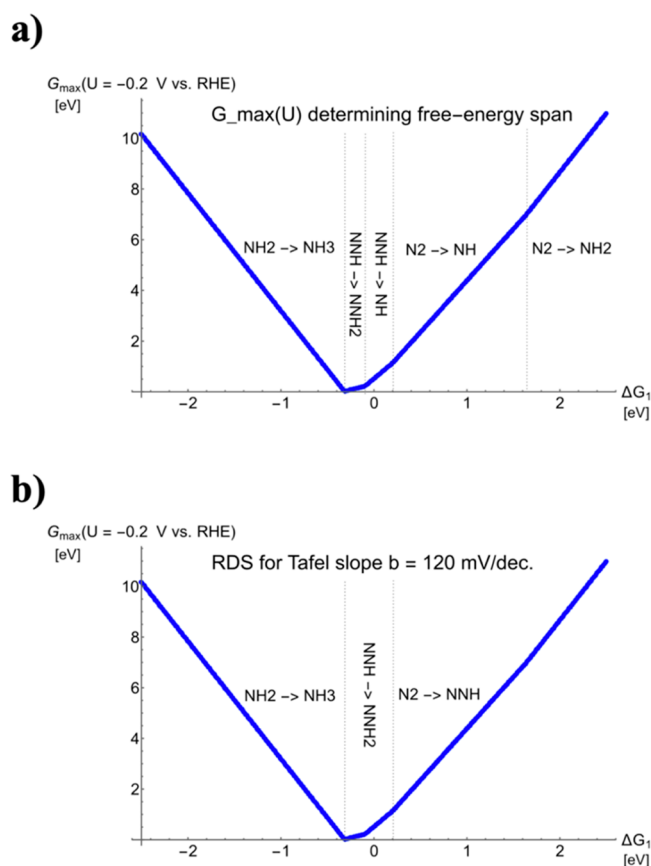 a)
G_max(U = −0.2 V vs. RHE)
[eV]
G_max(U) determining free−energy span
10
8
6
4
2
NH2 −> NH3
NNH −> NNH2
NNH −> NH
N2 −> NH
N2 −> NH2
−2
−1
0
1
2
ΔG₁
[eV]
b)
G_max(U = −0.2 V vs. RHE)
[eV]
RDS for Tafel slope b = 120 mV/dec.
10
8
6
4
2
NH2 −> NH3
NNH −> NNH2
N2 −> NNH
−2
−1
0
1
2
ΔG₁
[eV]